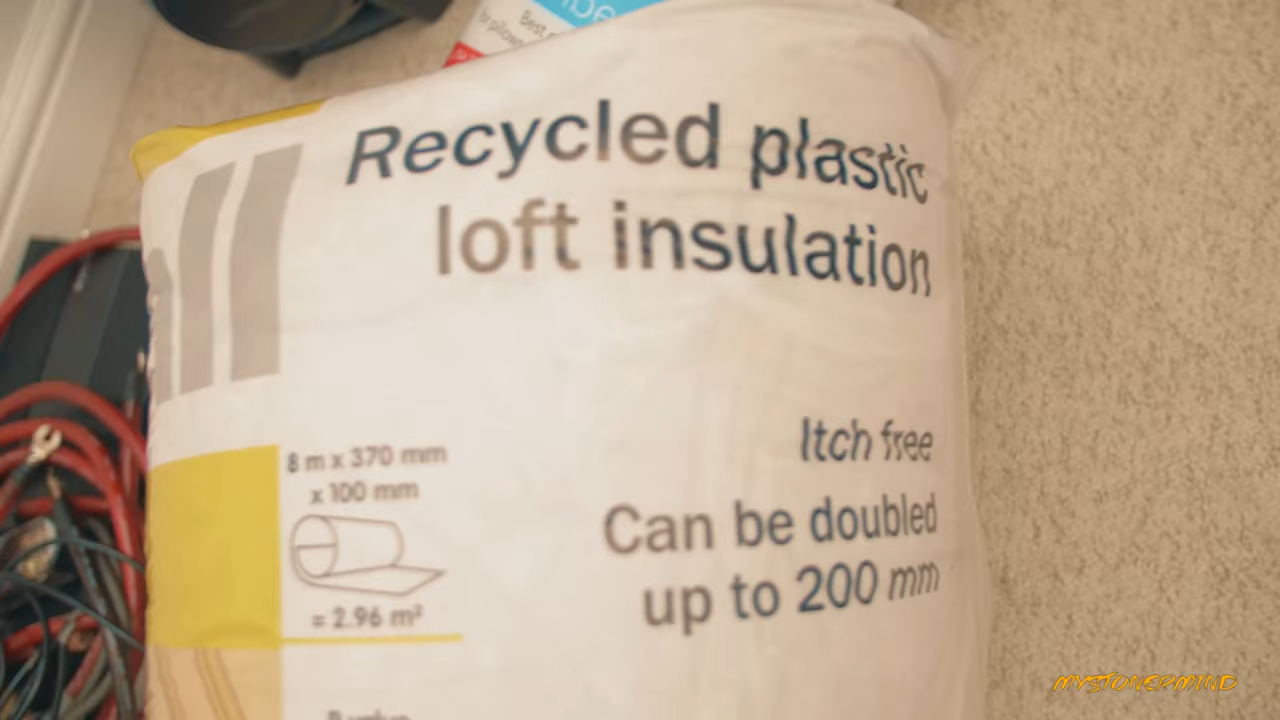 Best
Recycled plastic
loft insulation
8 m x 370 mm
x 100 mm
= 2.96 m²
Itch free
Can be doubled
up to 200 mm
MYSTONERMIND